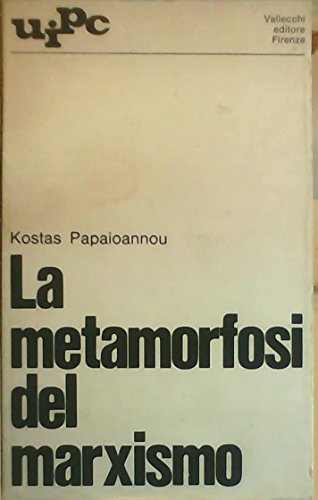 uipc
Vallecchi
editore
Firenze
Kostas Papaioannou
La
metamorfosi
del
marxismo